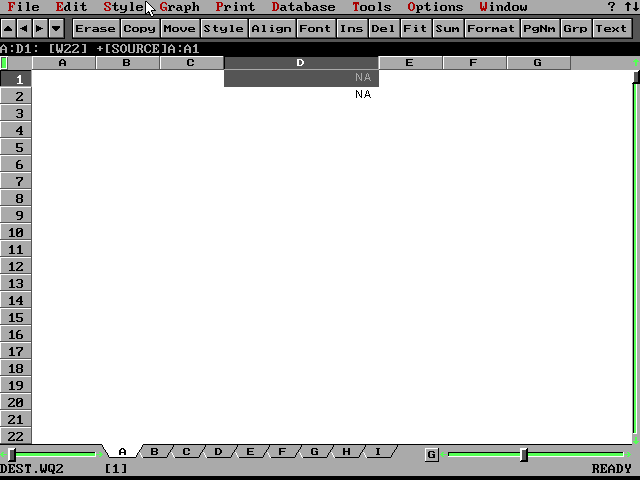 File Edit Style Graph Print Database Tools Options Window ? ↑↓
▲ ◄ ► ▼ Erase Copy Move Style Align Font Ins Del Fit Sum Format PgNm Grp Text
A:D1: [W22] +[SOURCE]A:A1
A B C D E F G
1 NA
2 NA
3
4
5
6
7
8
9
10
11
12
13
14
15
16
17
18
19
20
21
22
A B C D E F G H I G
DEST.WQ2 [1] READY